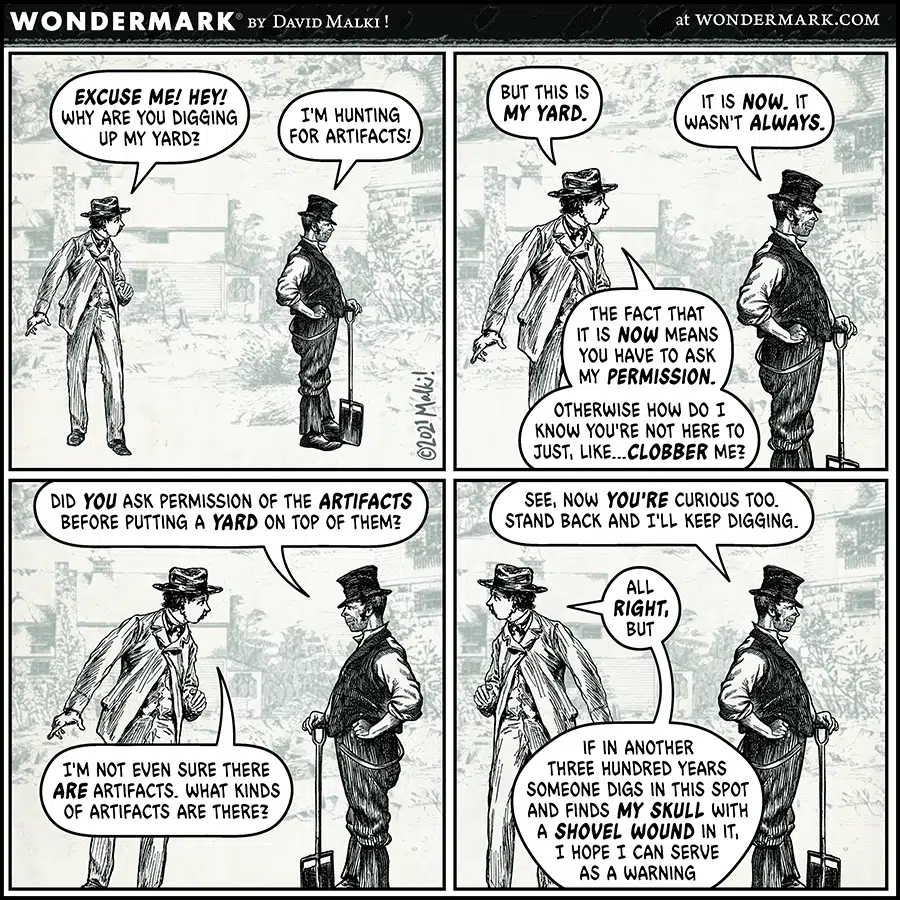 WONDERMARK® BY DAVID MALKI !
at WONDERMARK.COM
EXCUSE ME! HEY!
WHY ARE YOU DIGGING
UP MY YARD?
I'M HUNTING
FOR ARTIFACTS!
©2021 Malki!
BUT THIS IS
MY YARD.
IT IS NOW. IT
WASN'T ALWAYS.
THE FACT THAT
IT IS NOW MEANS
YOU HAVE TO ASK
MY PERMISSION.
OTHERWISE HOW DO I
KNOW YOU'RE NOT HERE TO
JUST, LIKE...CLOBBER ME?
DID YOU ASK PERMISSION OF THE ARTIFACTS
BEFORE PUTTING A YARD ON TOP OF THEM?
I'M NOT EVEN SURE THERE
ARE ARTIFACTS. WHAT KINDS
OF ARTIFACTS ARE THERE?
SEE, NOW YOU'RE CURIOUS TOO.
STAND BACK AND I'LL KEEP DIGGING.
ALL
RIGHT,
BUT
IF IN ANOTHER
THREE HUNDRED YEARS
SOMEONE DIGS IN THIS SPOT
AND FINDS MY SKULL WITH
A SHOVEL WOUND IN IT,
I HOPE I CAN SERVE
AS A WARNING